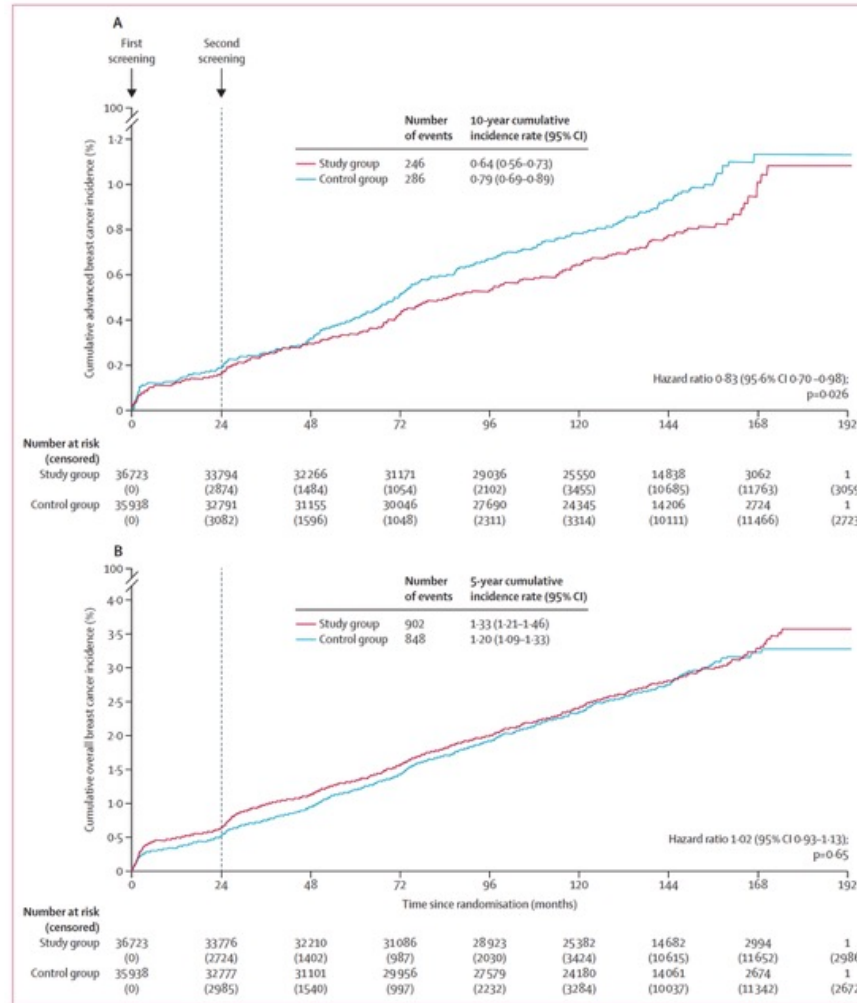 A
First
screening
Second
screening
100
1·2
1·0
0·8
0·6
0·4
0·2
0
Cumulative advanced breast cancer incidence (%)
Number
of events
10-year cumulative
incidence rate (95% CI)
Study group 246 0·64 (0·56–0·73)
Control group 286 0·79 (0·69–0·89)
Hazard ratio 0·83 (95·6% CI 0·70–0·98);
p=0·026
0 24 48 72 96 120 144 168 192
Number at risk
(censored)
Study group 36723 33794 32266 31171 29036 25550 14838 3062 1
(0) (2874) (1484) (1054) (2102) (3455) (10685) (11763) (3059
Control group 35938 32791 31155 30046 27690 24345 14206 2724 1
(0) (3082) (1596) (1048) (2311) (3314) (10111) (11466) (2723
B
100
4·0
3·5
3·0
2·5
2·0
1·5
1·0
0·5
0
Cumulative overall breast cancer incidence (%)
Number
of events
5-year cumulative
incidence rate (95% CI)
Study group 902 1·33 (1·21–1·46)
Control group 848 1·20 (1·09–1·33)
Hazard ratio 1·02 (95% CI 0·93–1·13);
p=0·65
0 24 48 72 96 120 144 168 192
Time since randomisation (months)
Number at risk
(censored)
Study group 36723 33776 32210 31086 28923 25382 14682 2994 1
(0) (2724) (1402) (987) (2030) (3424) (10615) (11652) (2986
Control group 35938 32777 31101 29956 27579 24180 14061 2674 1
(0) (2985) (1540) (997) (2232) (3284) (10037) (11342) (2672